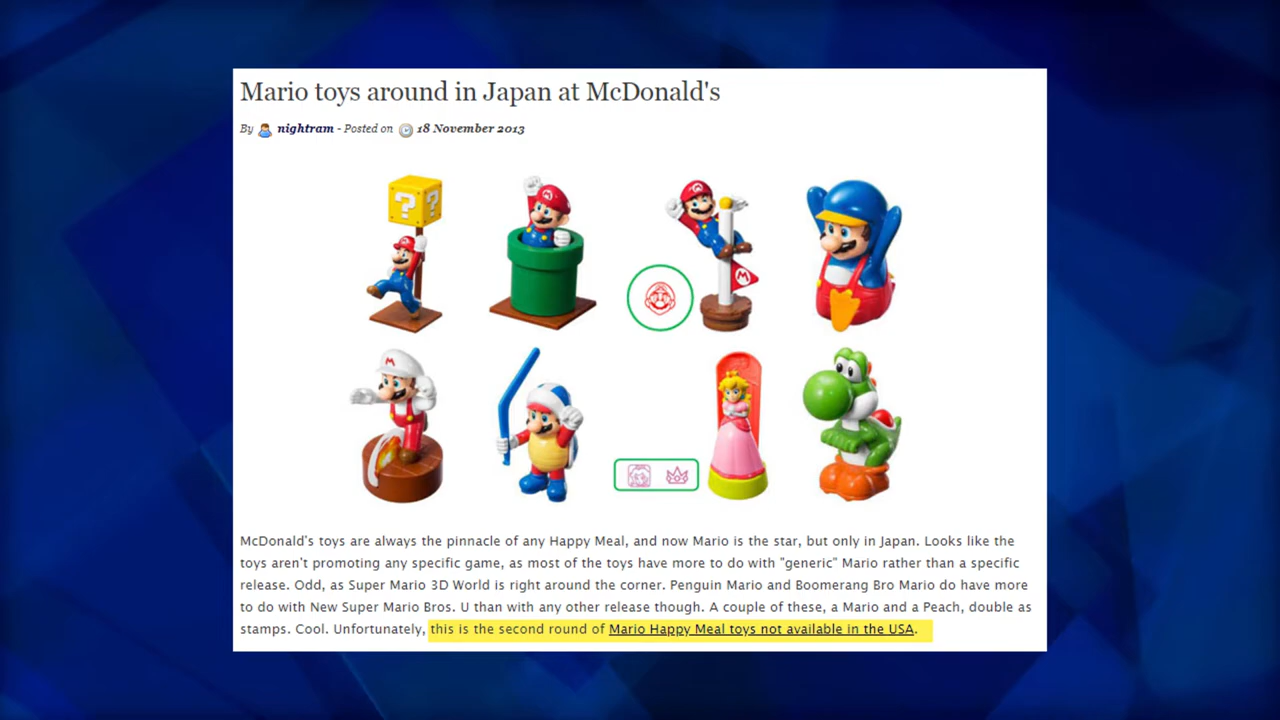 Mario toys around in Japan at McDonald's
By nightram - Posted on 18 November 2013
? ?
M
M
M
M
McDonald's toys are always the pinnacle of any Happy Meal, and now Mario is the star, but only in Japan. Looks like the
toys aren't promoting any specific game, as most of the toys have more to do with "generic" Mario rather than a specific
release. Odd, as Super Mario 3D World is right around the corner. Penguin Mario and Boomerang Bro Mario do have more
to do with New Super Mario Bros. U than with any other release though. A couple of these, a Mario and a Peach, double as
stamps. Cool. Unfortunately, this is the second round of Mario Happy Meal toys not available in the USA.